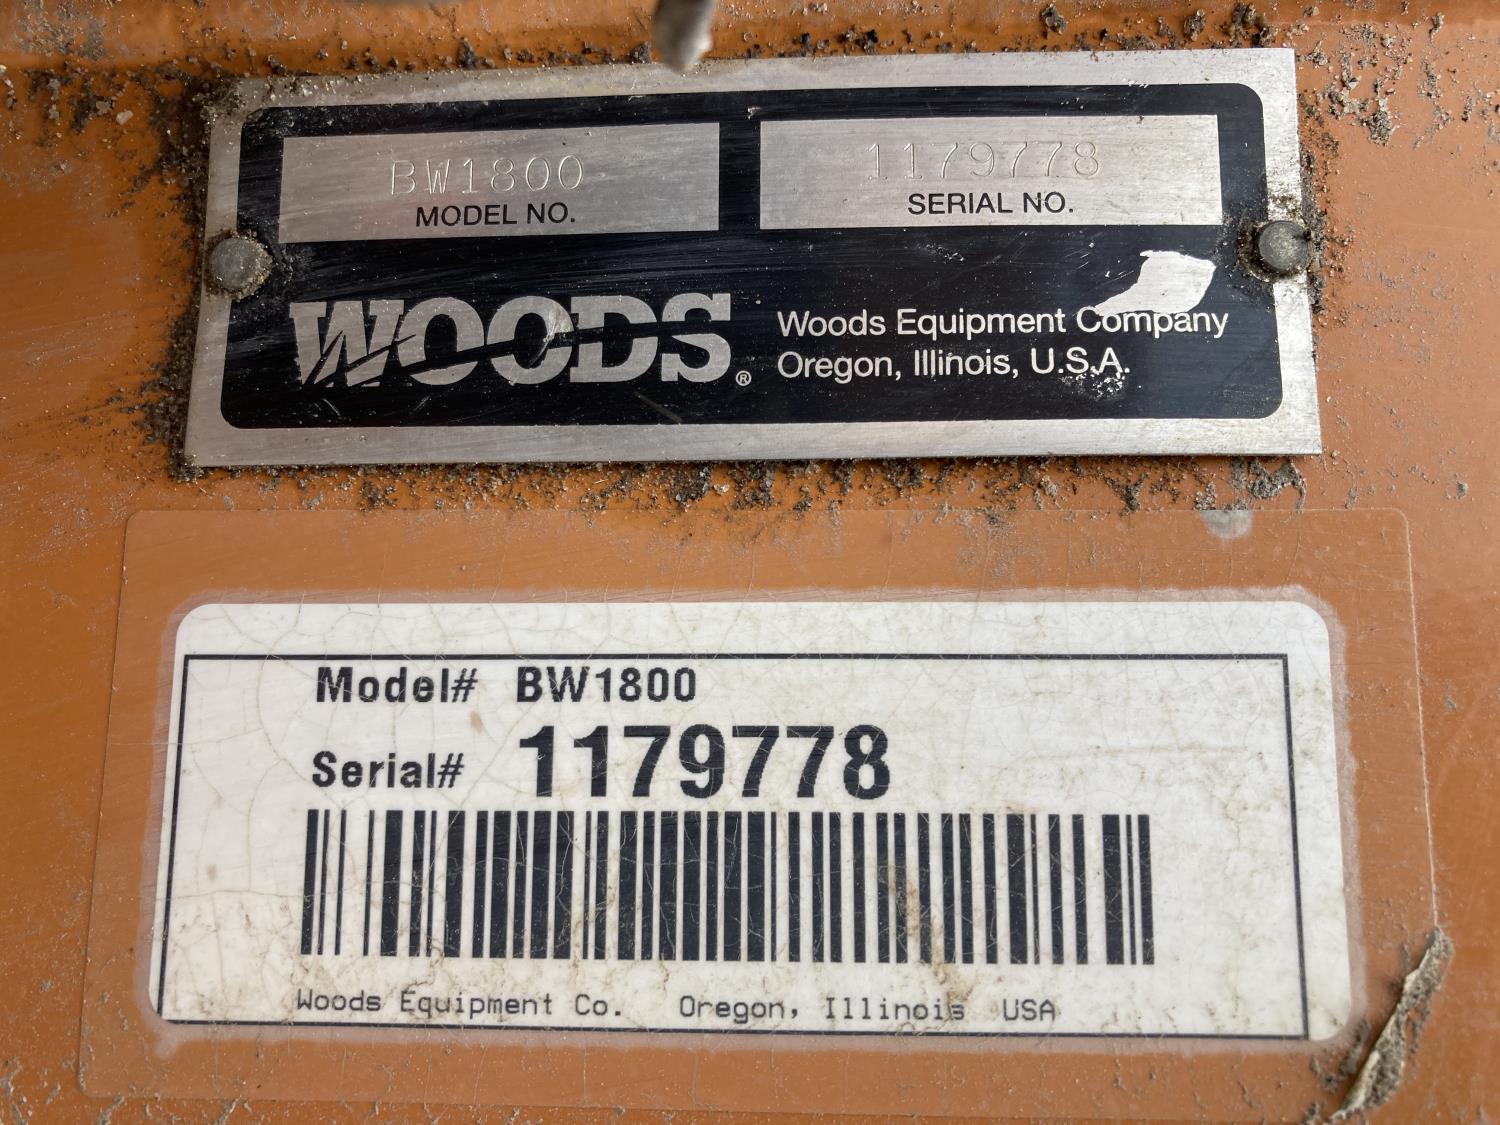 BW1800
MODEL NO.
1179778
SERIAL NO.
WOODS®
Woods Equipment Company
Oregon, Illinois, U.S.A.
Model# BW1800
Serial# 1179778
Woods Equipment Co. Oregon, Illinois USA